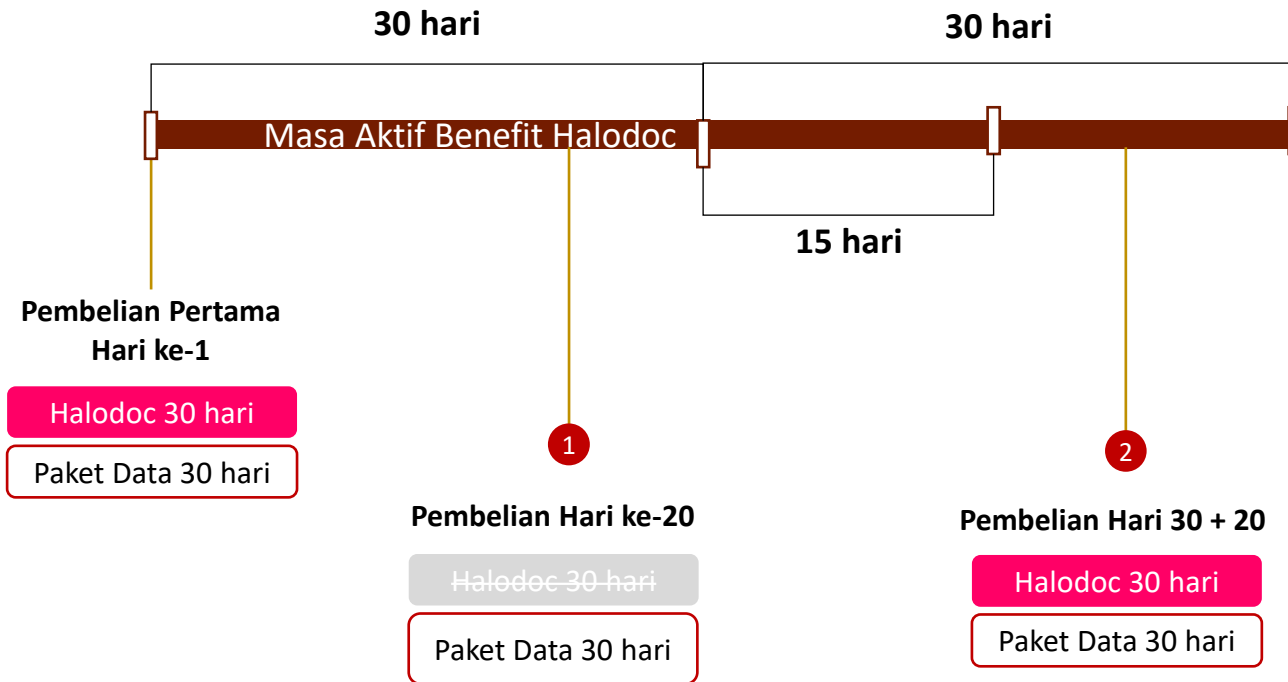 30 hari
30 hari
Masa Aktif Benefit Halodoc
15 hari
Pembelian Pertama
Hari ke-1
Halodoc 30 hari
Paket Data 30 hari
1
Pembelian Hari ke-20
Halodoc 30 hari
Paket Data 30 hari
2
Pembelian Hari 30 + 20
Halodoc 30 hari
Paket Data 30 hari